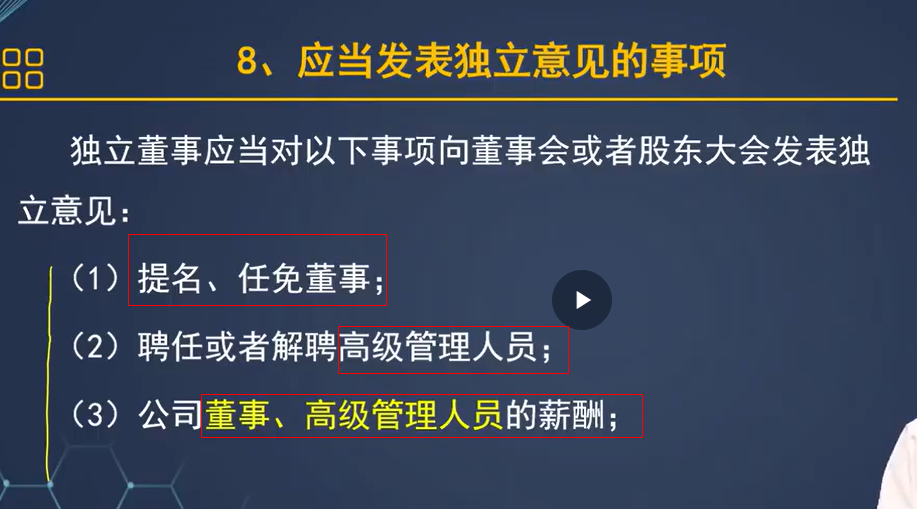 8、应当发表独立意见的事项
独立董事应当对以下事项向董事会或者股东大会发表独
立意见：
（1）提名、任免董事；
（2）聘任或者解聘高级管理人员；
（3）公司董事、高级管理人员的薪酬；